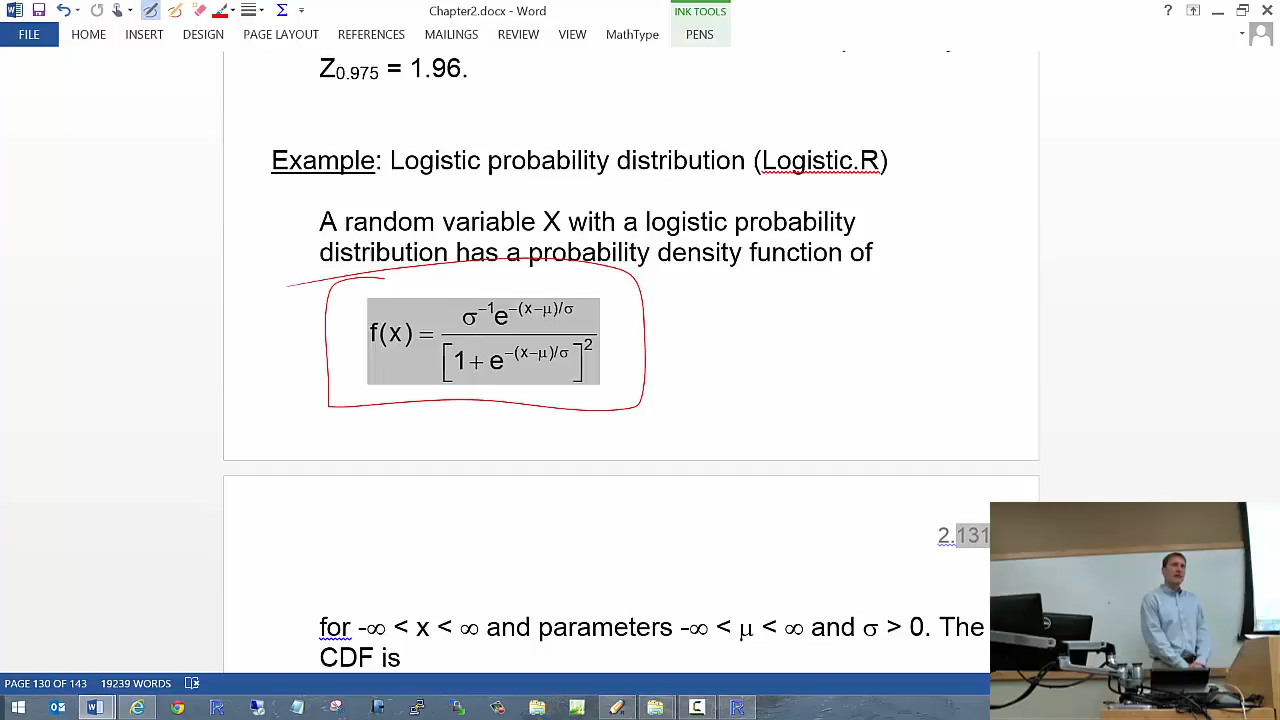 Chapter2.docx - Word
INK TOOLS
?
FILE HOME INSERT DESIGN PAGE LAYOUT REFERENCES MAILINGS REVIEW VIEW MathType PENS
Z0.975 = 1.96.
Example: Logistic probability distribution (Logistic.R)
A random variable X with a logistic probability
distribution has a probability density function of
f(x) = σ⁻¹e^(−(x−μ)/σ) / [1 + e^(−(x−μ)/σ)]²
2.131
for -∞ < x < ∞ and parameters -∞ < μ < ∞ and σ > 0. The
CDF is
PAGE 130 OF 143 19239 WORDS